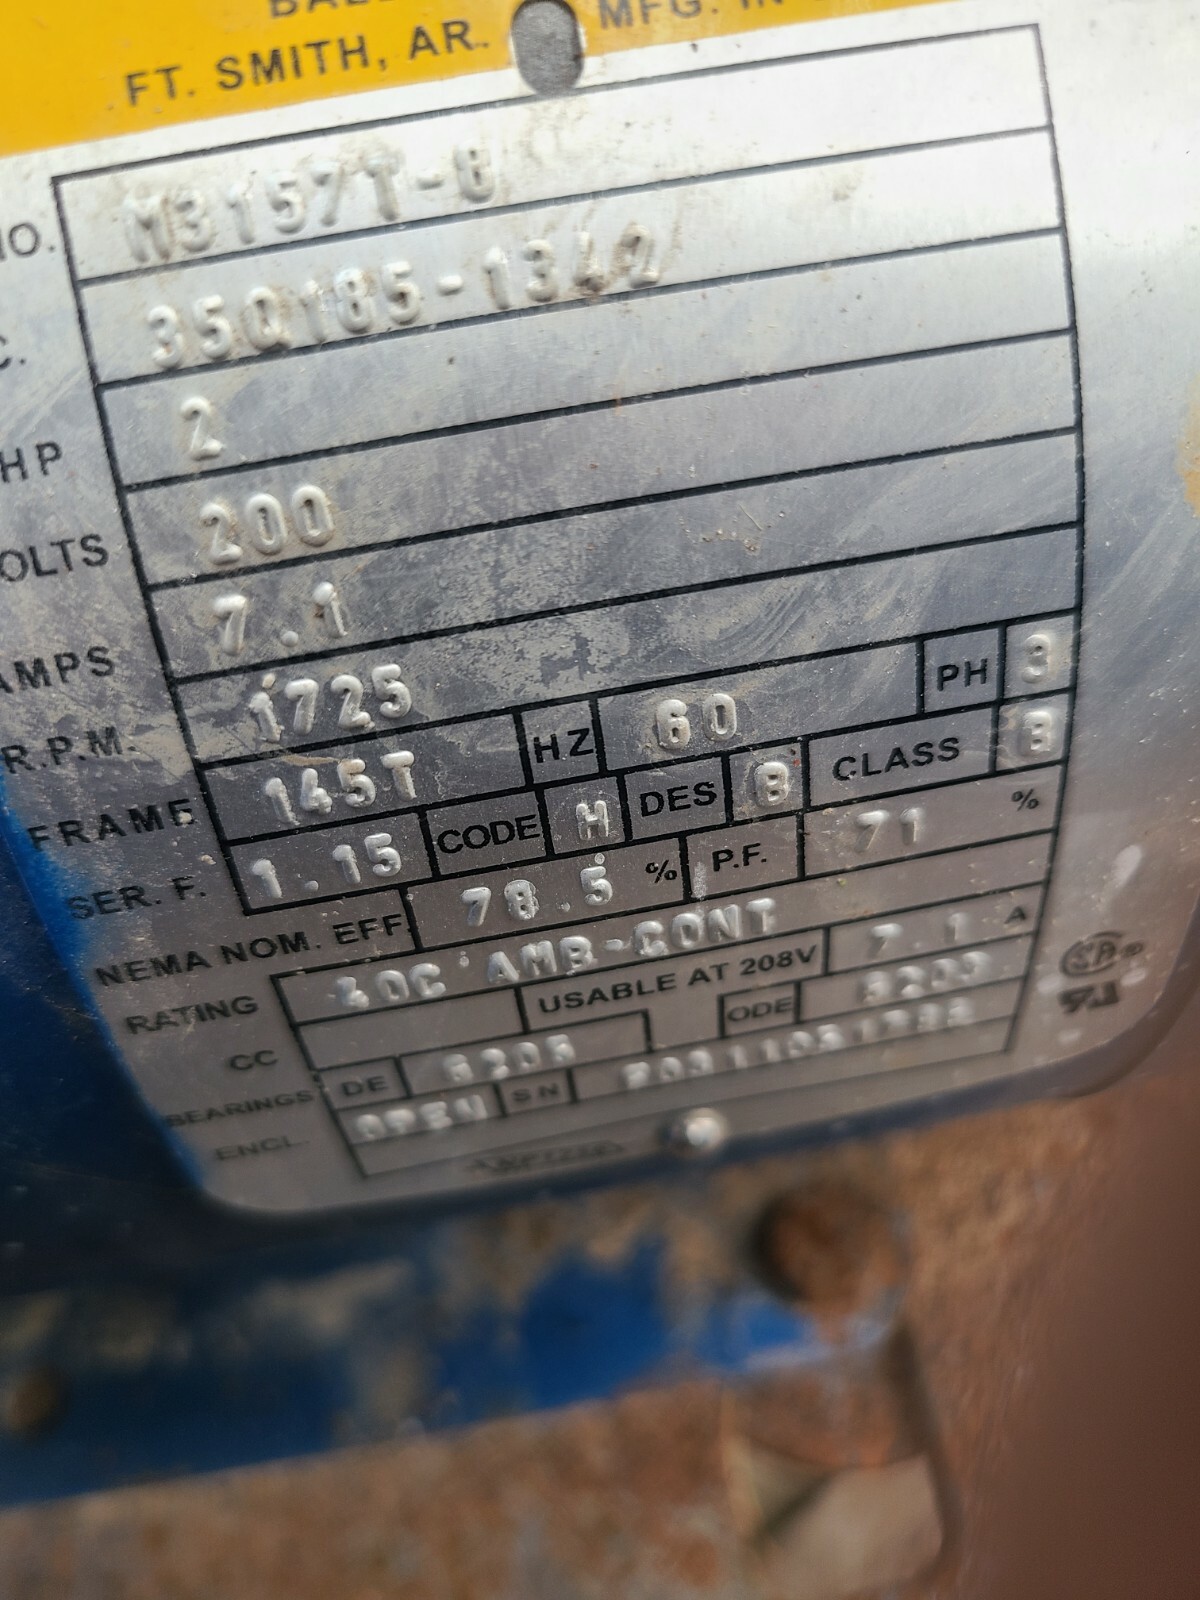 FT. SMITH, AR. MFG. IN
NO. M3157T-8
C. 35Q185-1342
HP 2
OLTS 200
AMPS 7.1
R.P.M. 1725
FRAME 145T HZ 60 PH 3
SER. F. 1.15 CODE H DES B CLASS B
NEMA NOM. EFF. 78.5 % P.F. 71 %
RATING 40C AMB-CONT
CC USABLE AT 208V 7.1 A
BEARINGS DE 6205 ODE 6203
ENCL. OPEN SN